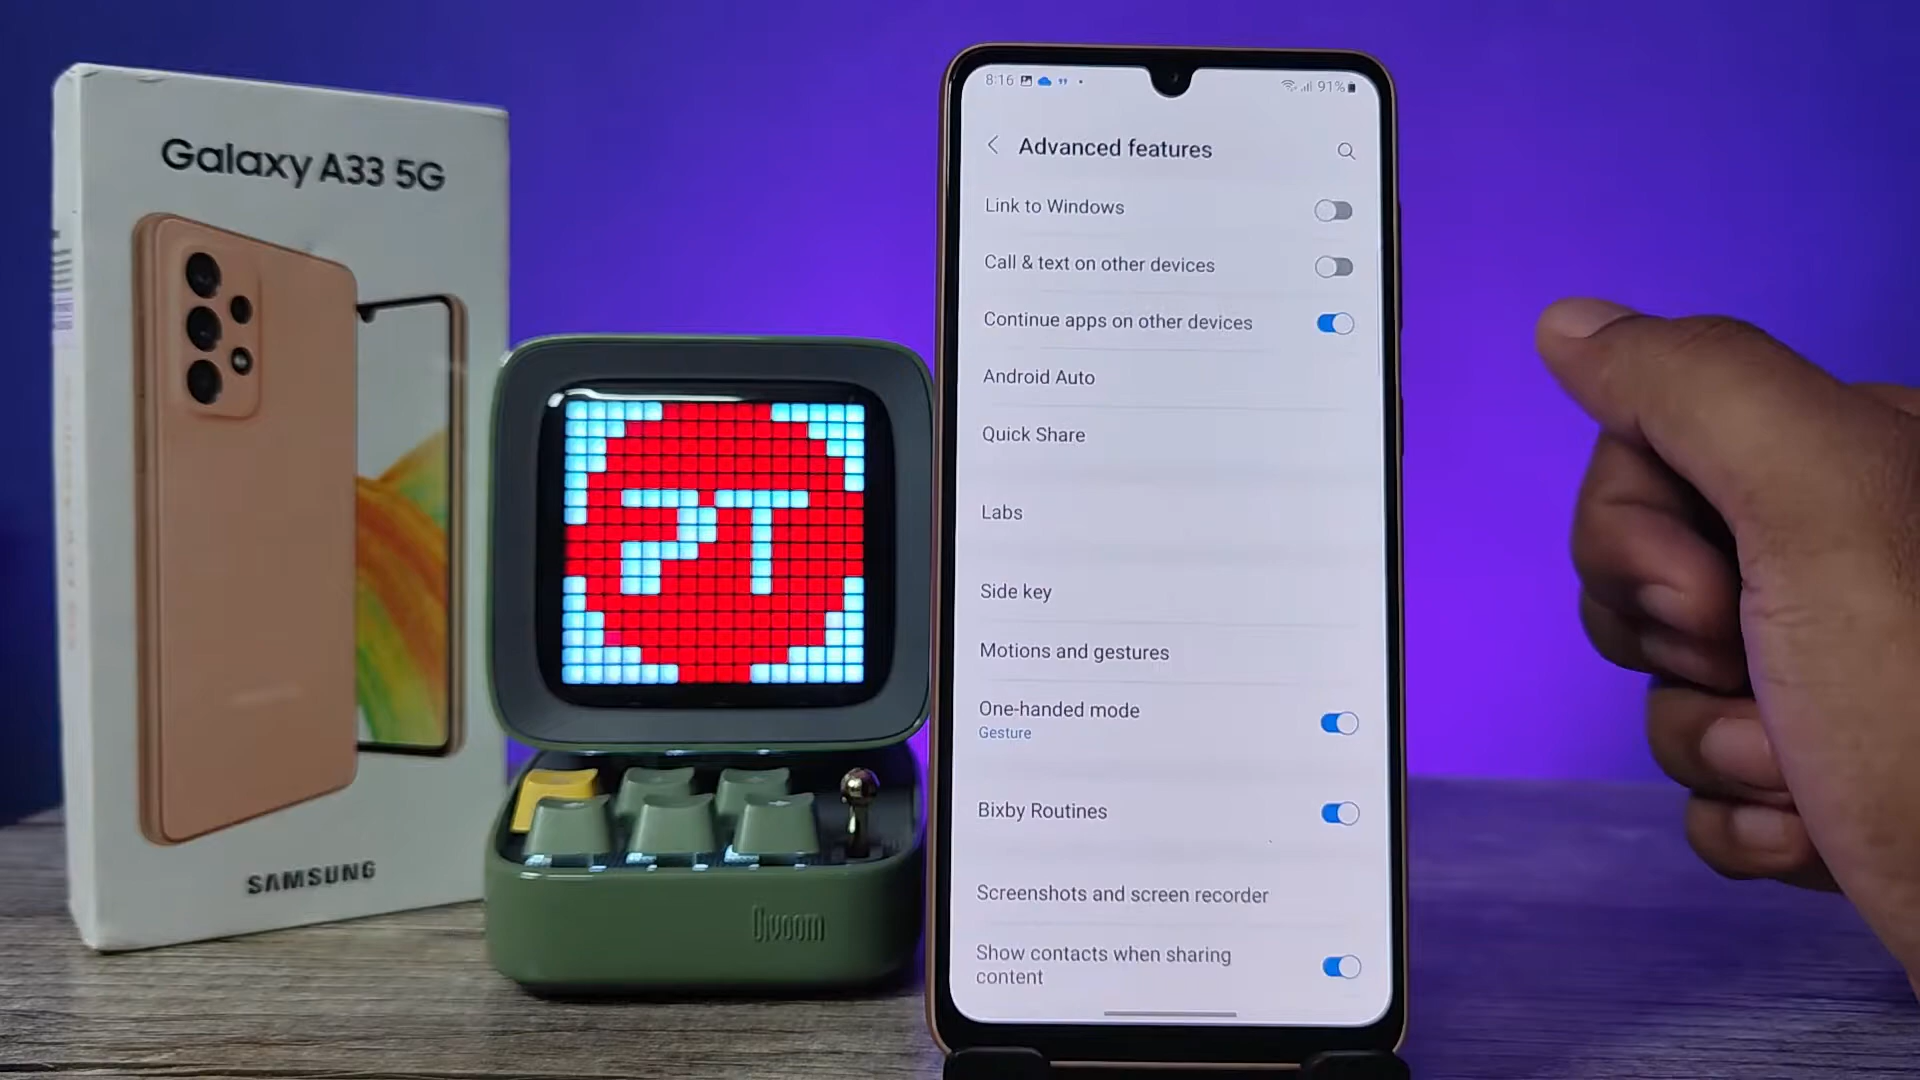 Galaxy A33 5G
SAMSUNG
PT
Divoom
8:16
91%
Advanced features
Link to Windows
Call & text on other devices
Continue apps on other devices
Android Auto
Quick Share
Labs
Side key
Motions and gestures
One-handed mode
Gesture
Bixby Routines
Screenshots and screen recorder
Show contacts when sharing
content